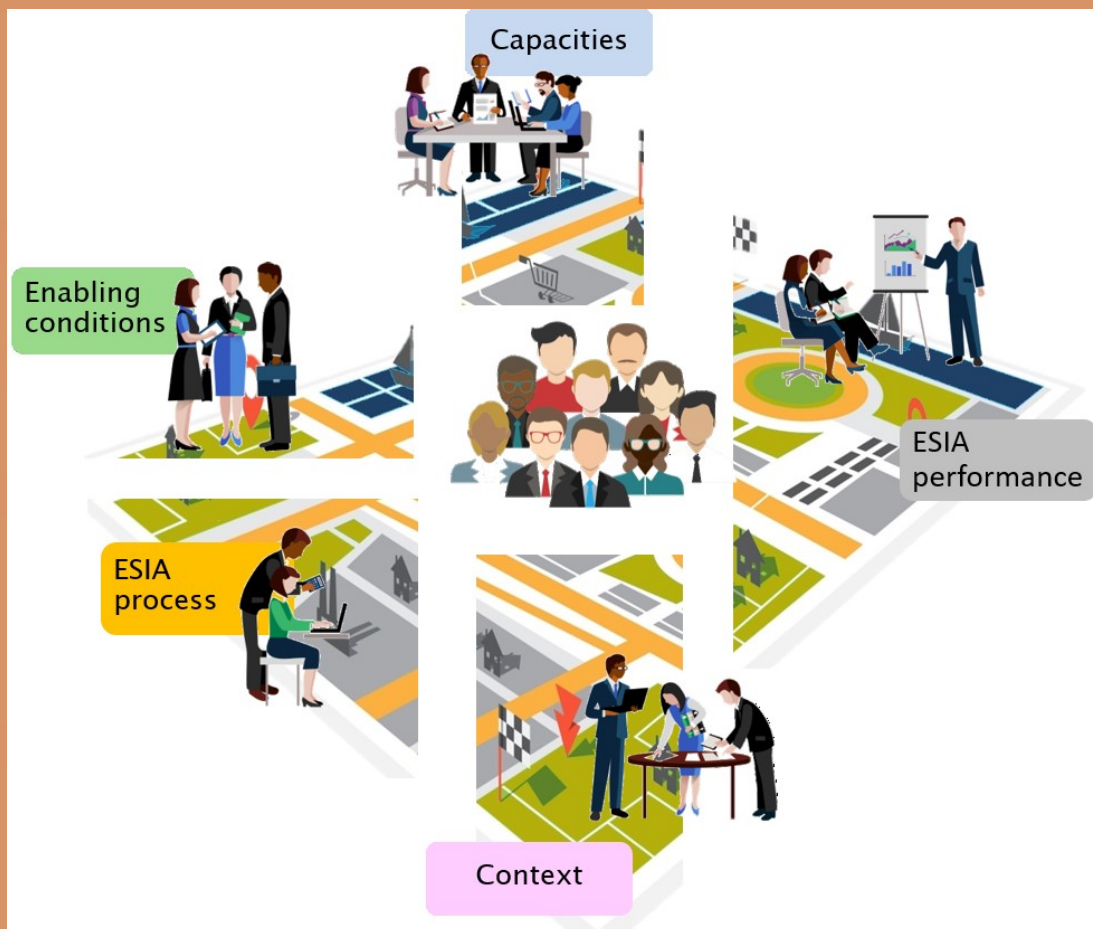 Capacities
Enabling
conditions
ESIA
performance
ESIA
process
Context